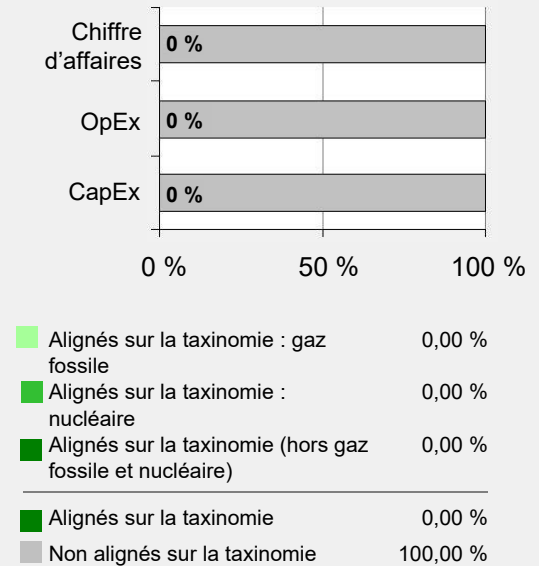 Chiffre
d’affaires
0 %
OpEx
0 %
CapEx
0 %
0 % 50 % 100 %
Alignés sur la taxinomie : gaz 0,00 %
fossile
Alignés sur la taxinomie : 0,00 %
nucléaire
Alignés sur la taxinomie (hors gaz 0,00 %
fossile et nucléaire)
Alignés sur la taxinomie 0,00 %
Non alignés sur la taxinomie 100,00 %